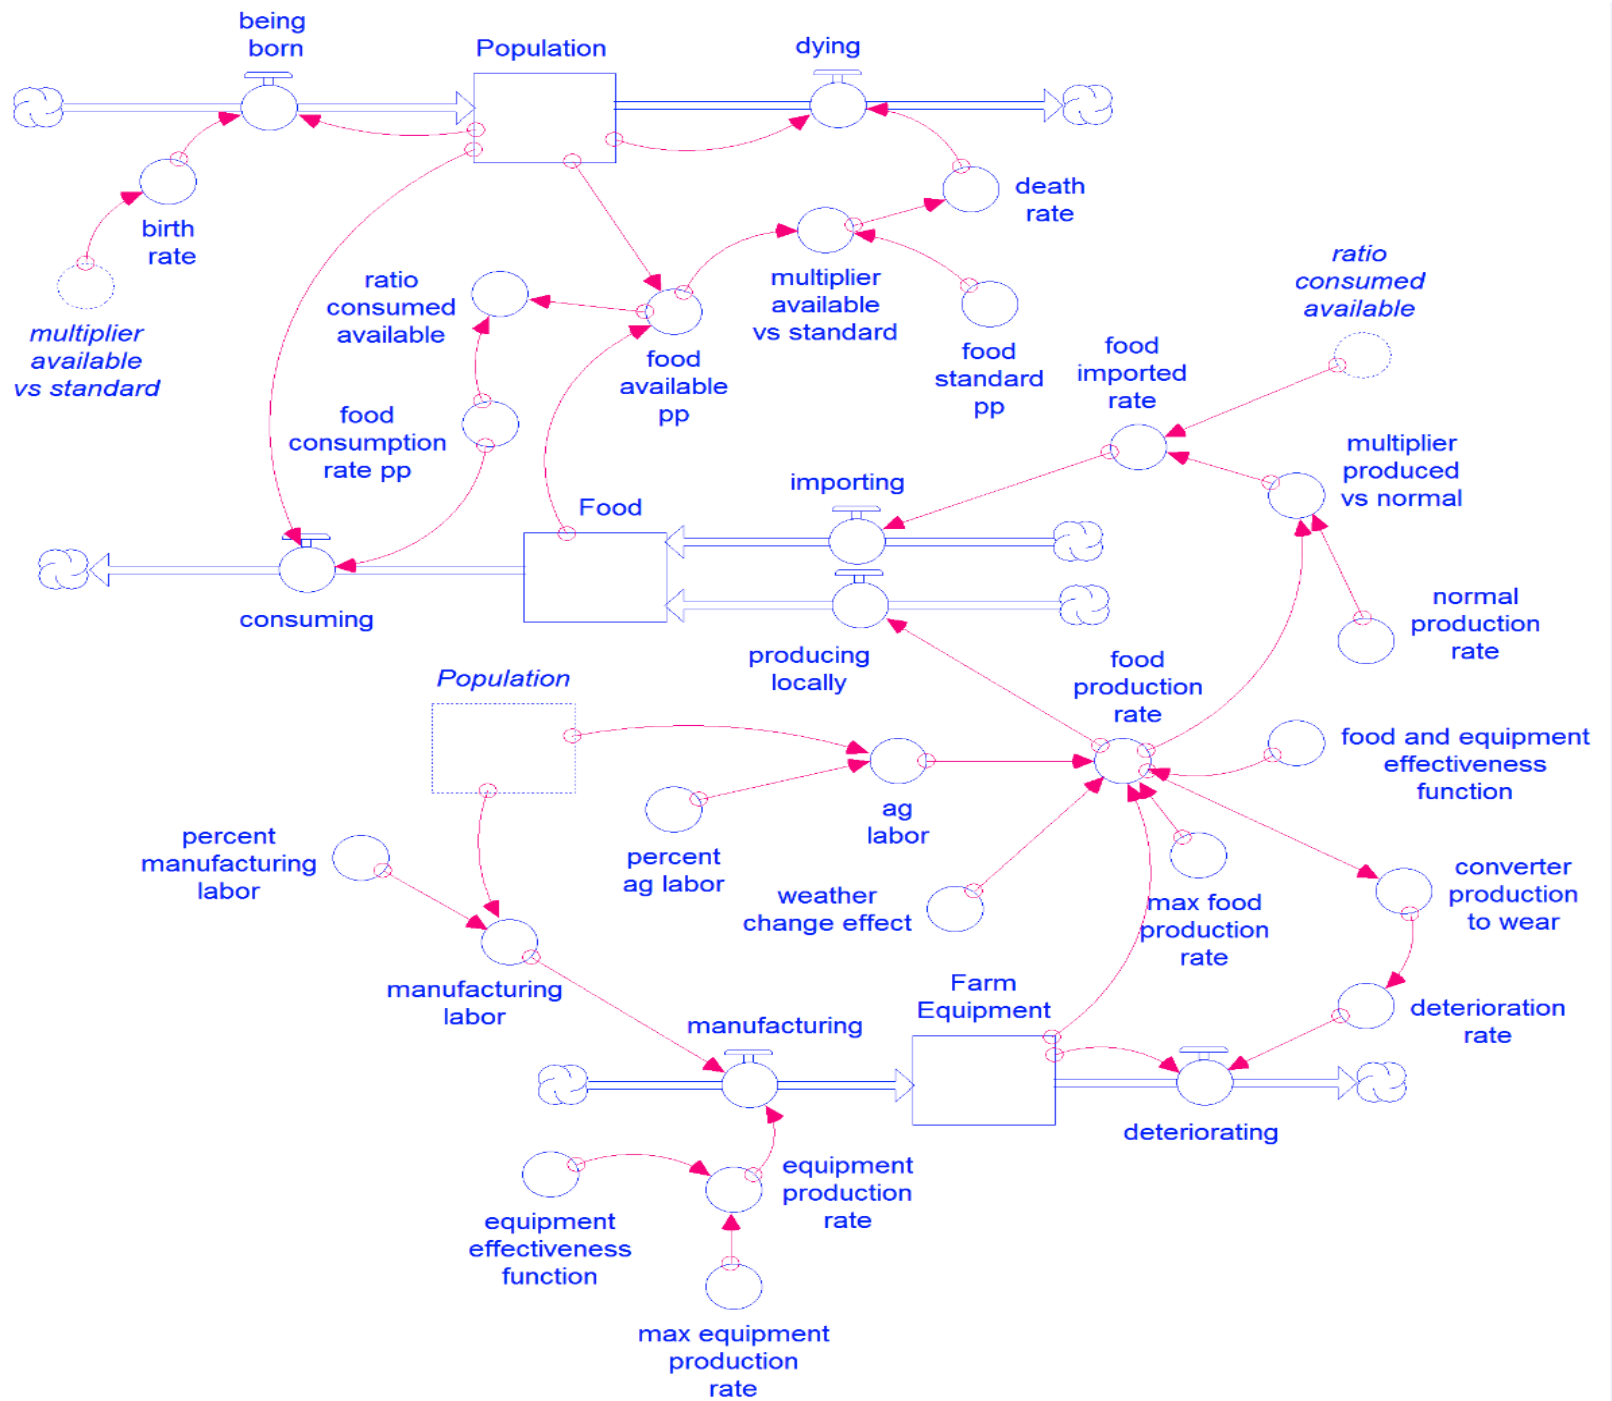 being
born
Population
dying
birth
rate
death
rate
multiplier
available
vs standard
ratio
consumed
available
food
available
pp
multiplier
available
vs standard
food
standard
pp
ratio
consumed
available
food
imported
rate
food
consumption
rate pp
multiplier
produced
vs normal
Food
importing
consuming
producing
locally
normal
production
rate
Population
food
production
rate
food and equipment
effectiveness
function
percent
manufacturing
labor
percent
ag labor
ag
labor
weather
change effect
max food
production
rate
converter
production
to wear
manufacturing
labor
manufacturing
Farm
Equipment
deterioration
rate
deteriorating
equipment
effectiveness
function
equipment
production
rate
max equipment
production
rate